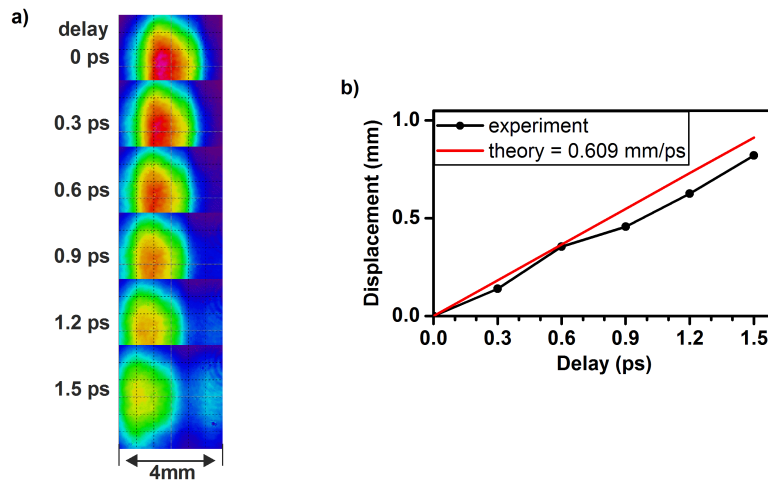 a)
delay
0 ps
0.3 ps
0.6 ps
0.9 ps
1.2 ps
1.5 ps
4mm
b)
experiment
theory = 0.609 mm/ps
Displacement (mm)
1.0
0.5
0.0
0.0 0.3 0.6 0.9 1.2 1.5
Delay (ps)